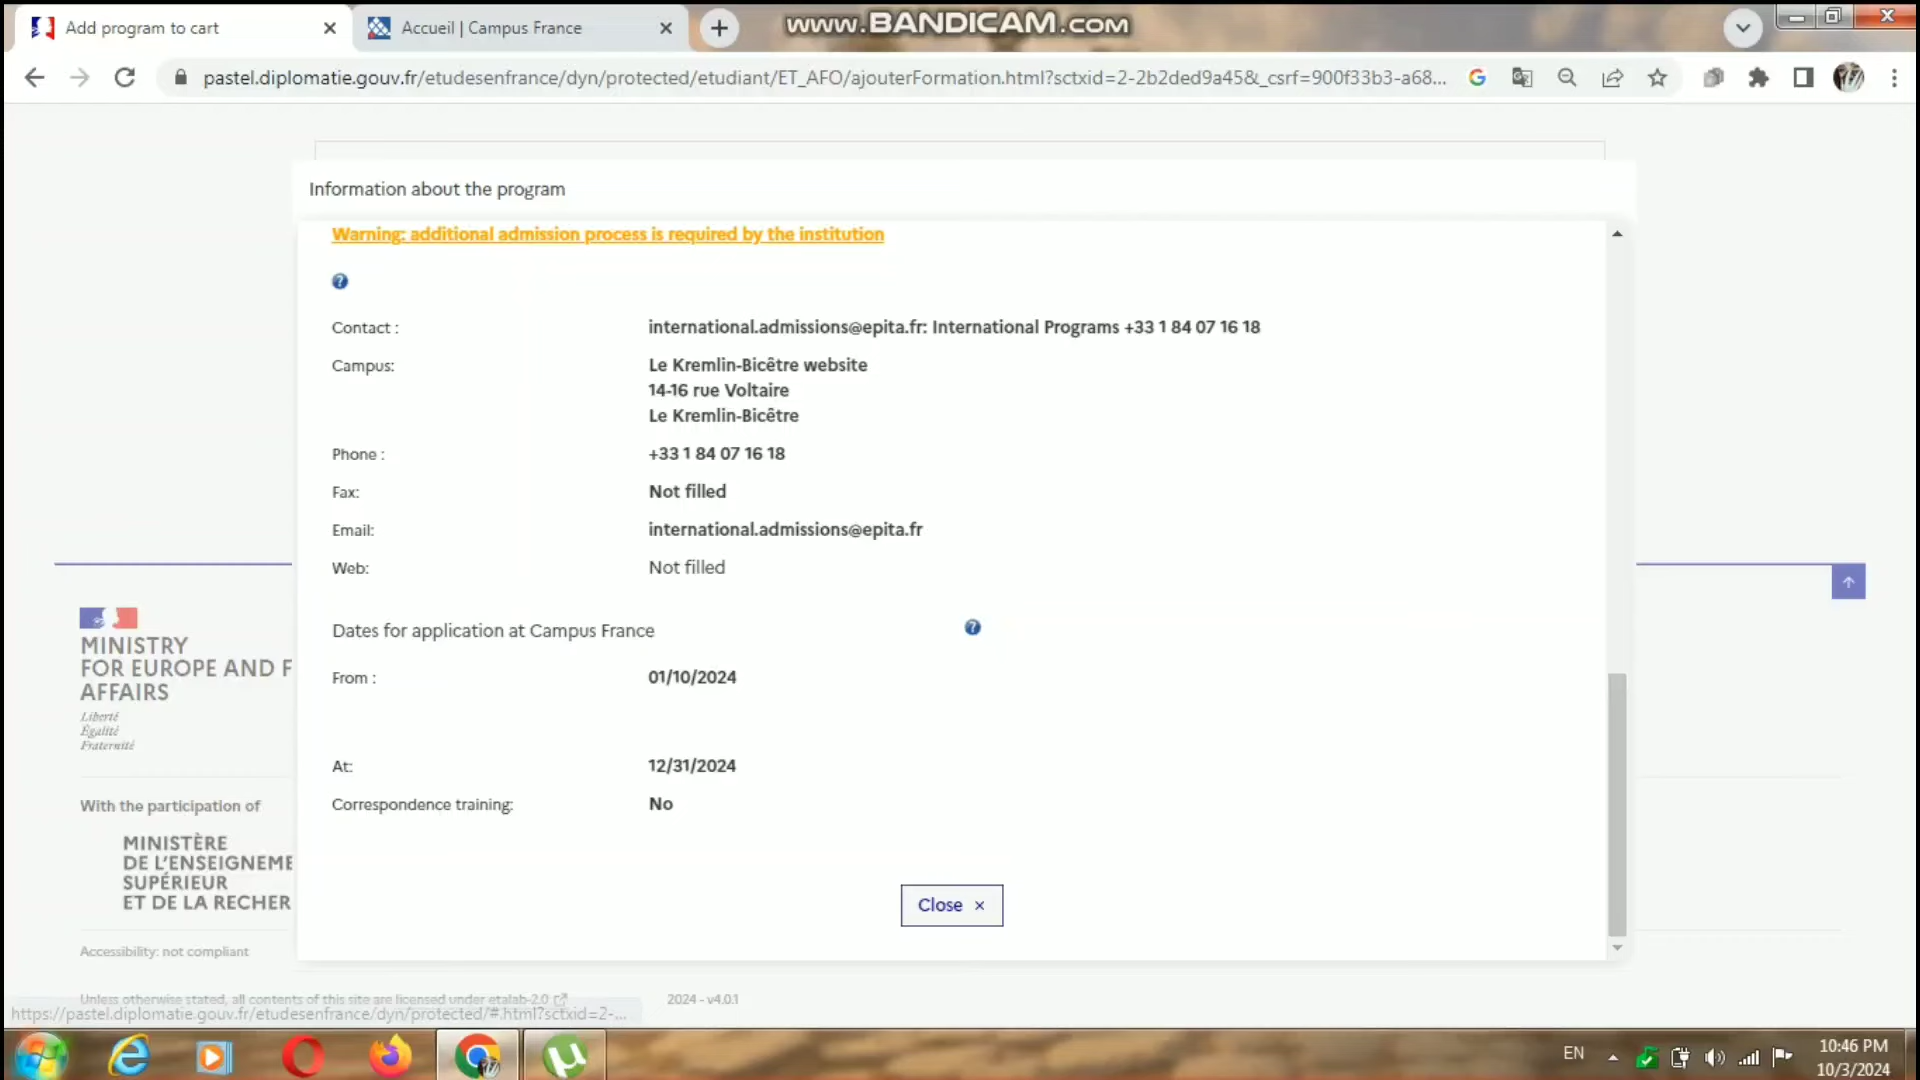 Add program to cart
Accueil | Campus France
www.BANDICAM.com
pastel.diplomatie.gouv.fr/etudesenfrance/dyn/protected/etudiant/ET_AFO/ajouterFormation.html?sctxid=2-2b2ded9a45&_csrf=900f33b3-a68...
Information about the program
Warning: additional admission process is required by the institution
Contact : international.admissions@epita.fr: International Programs +33 1 84 07 16 18
Campus: Le Kremlin-Bicêtre website
14-16 rue Voltaire
Le Kremlin-Bicêtre
Phone : +33 1 84 07 16 18
Fax: Not filled
Email: international.admissions@epita.fr
Web: Not filled
Dates for application at Campus France
From : 01/10/2024
At: 12/31/2024
Correspondence training: No
Close ×
MINISTRY
FOR EUROPE AND F
AFFAIRS
Liberté
Égalité
Fraternité
With the participation of
MINISTÈRE
DE L'ENSEIGNEME
SUPÉRIEUR
ET DE LA RECHER
Accessibility: not compliant
Unless otherwise stated, all contents of this site are licensed under etalab-2.0
2024 - v4.0.1
https://pastel.diplomatie.gouv.fr/etudesenfrance/dyn/protected/#.html?sctxid=2-...
EN
10:46 PM
10/3/2024